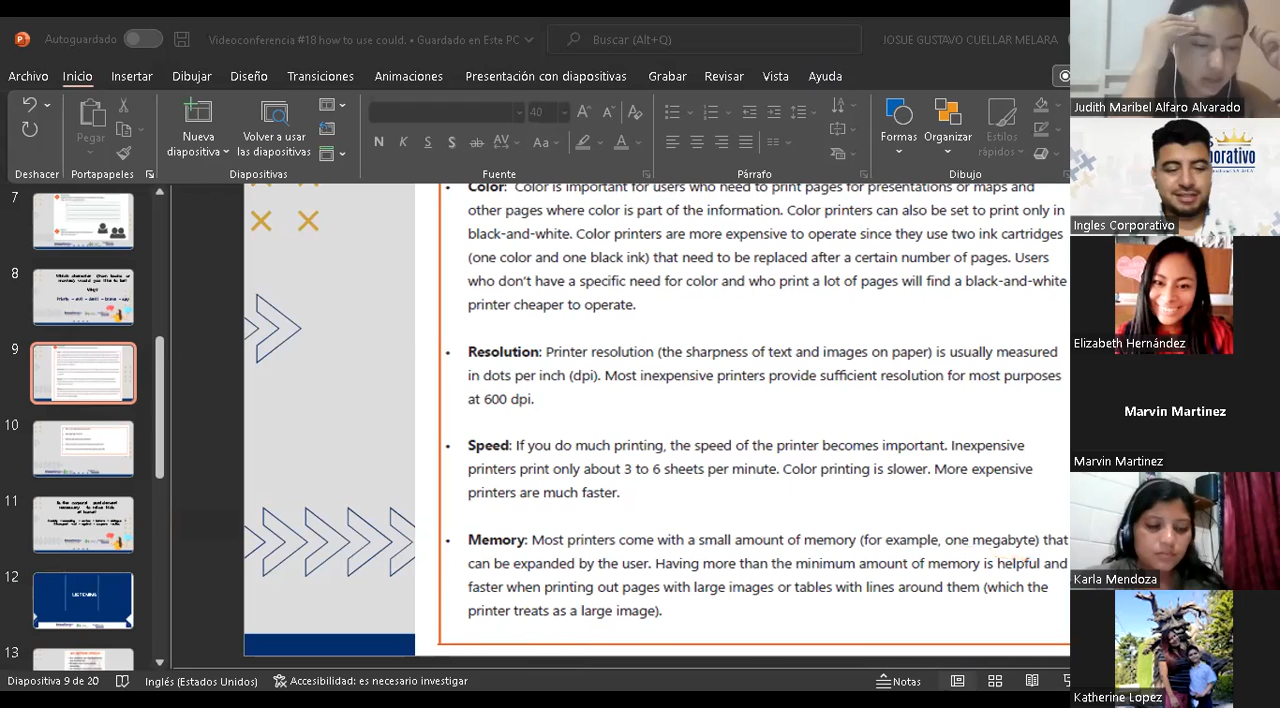 Autoguardado
Videoconferencia #18 how to use could. • Guardado en Este PC
Buscar (Alt+Q)
JOSUE GUSTAVO CUELLAR MELARA
Archivo Inicio Insertar Dibujar Diseño Transiciones Animaciones Presentación con diapositivas Grabar Revisar Vista Ayuda
Pegar
Nueva diapositiva
Volver a usar las diapositivas
40
N K S S ab AV Aa A
Formas
Organizar
Estilos rápidos
Deshacer Portapapeles Diapositivas Fuente Párrafo Dibujo
7
8
9
10
11
12
LISTENING
13
• Color: Color is important for users who need to print pages for presentations or maps and
other pages where color is part of the information. Color printers can also be set to print only in
black-and-white. Color printers are more expensive to operate since they use two ink cartridges
(one color and one black ink) that need to be replaced after a certain number of pages. Users
who don't have a specific need for color and who print a lot of pages will find a black-and-white
printer cheaper to operate.
• Resolution: Printer resolution (the sharpness of text and images on paper) is usually measured
in dots per inch (dpi). Most inexpensive printers provide sufficient resolution for most purposes
at 600 dpi.
• Speed: If you do much printing, the speed of the printer becomes important. Inexpensive
printers print only about 3 to 6 sheets per minute. Color printing is slower. More expensive
printers are much faster.
• Memory: Most printers come with a small amount of memory (for example, one megabyte) that
can be expanded by the user. Having more than the minimum amount of memory is helpful and
faster when printing out pages with large images or tables with lines around them (which the
printer treats as a large image).
Diapositiva 9 de 20 Inglés (Estados Unidos) Accesibilidad: es necesario investigar Notas
Judith Maribel Alfaro Alvarado
Ingles Corporativo
Elizabeth Hernández
Marvin Martinez
Marvin Martinez
Karla Mendoza
Katherine Lopez